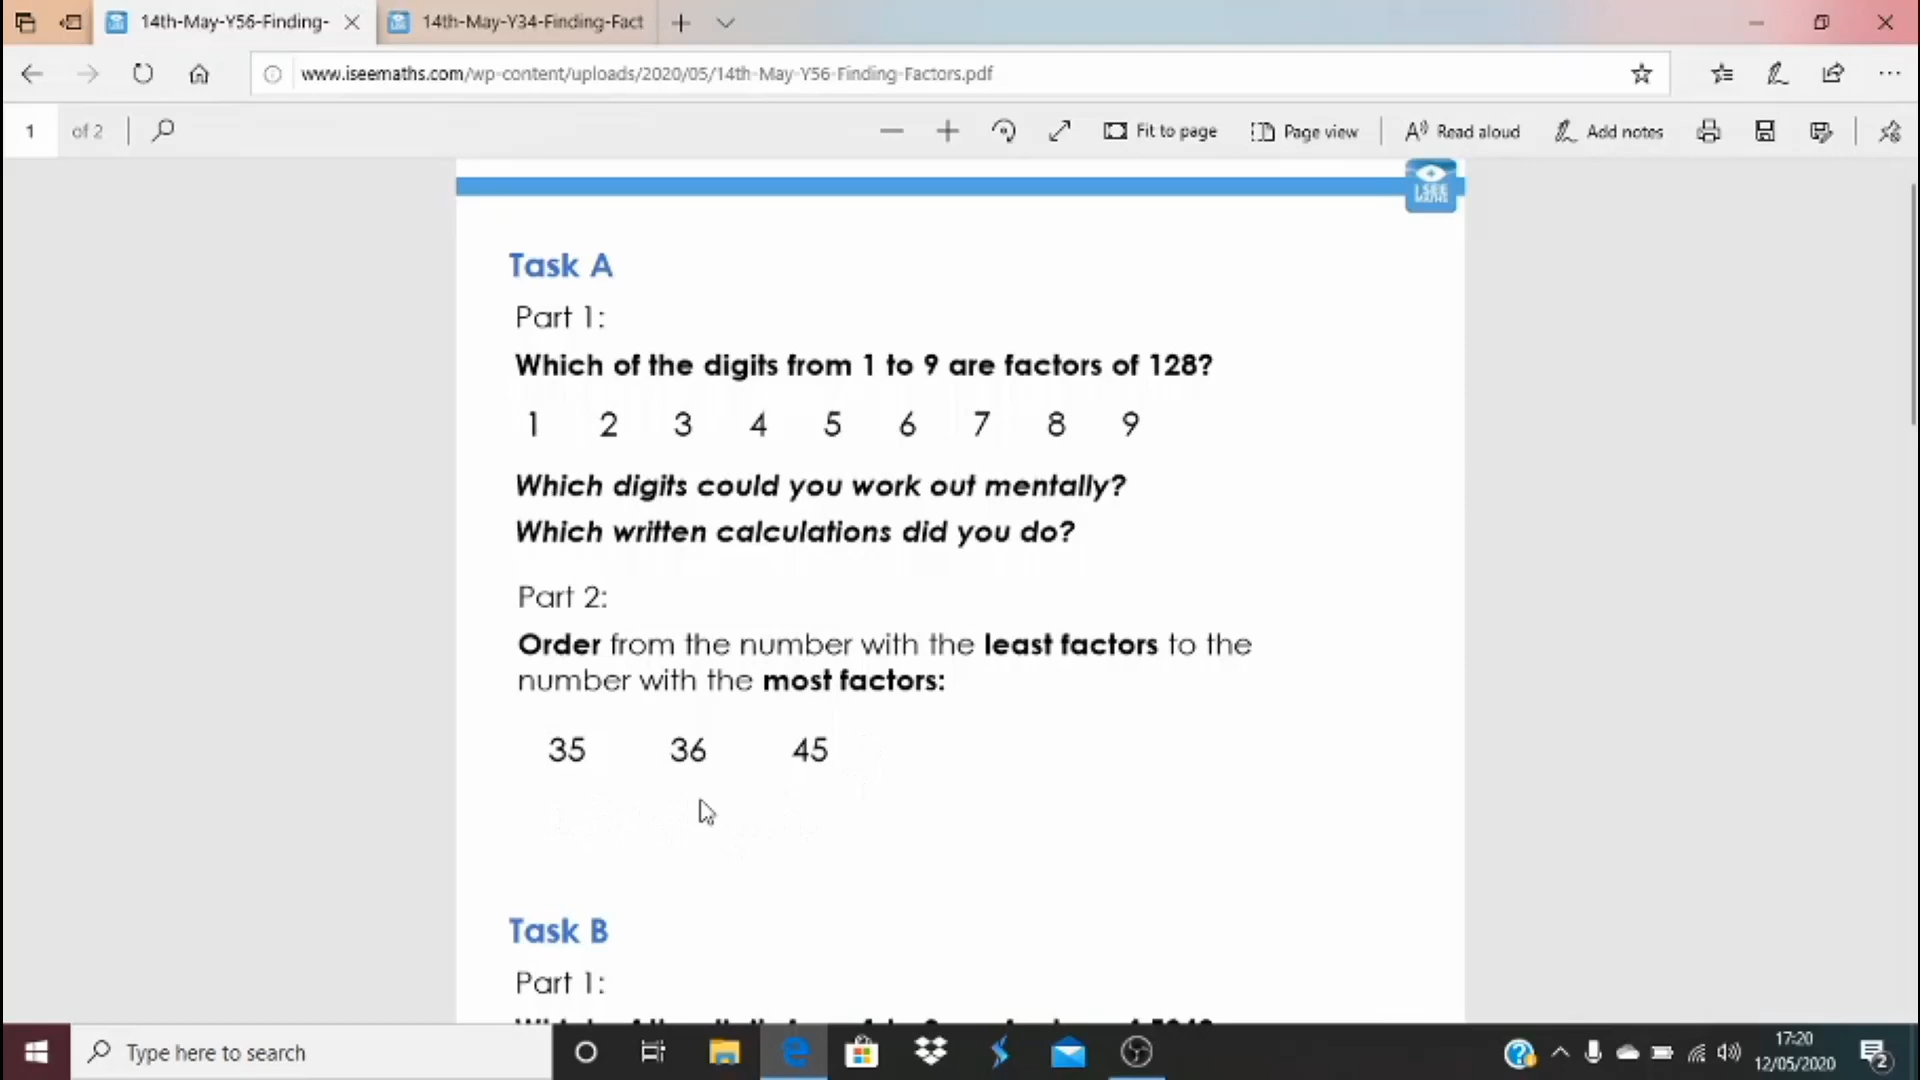 14th-May-Y56-Finding-
14th-May-Y34-Finding-Fact
www.iseemaths.com/wp-content/uploads/2020/05/14th-May-Y56-Finding-Factors.pdf
1 of 2
Fit to page
Page view
Read aloud
Add notes
I SEE
MATHS
Task A
Part 1:
Which of the digits from 1 to 9 are factors of 128?
1 2 3 4 5 6 7 8 9
Which digits could you work out mentally?
Which written calculations did you do?
Part 2:
Order from the number with the least factors to the
number with the most factors:
35 36 45
Task B
Part 1:
Type here to search
17:20
12/05/2020
2